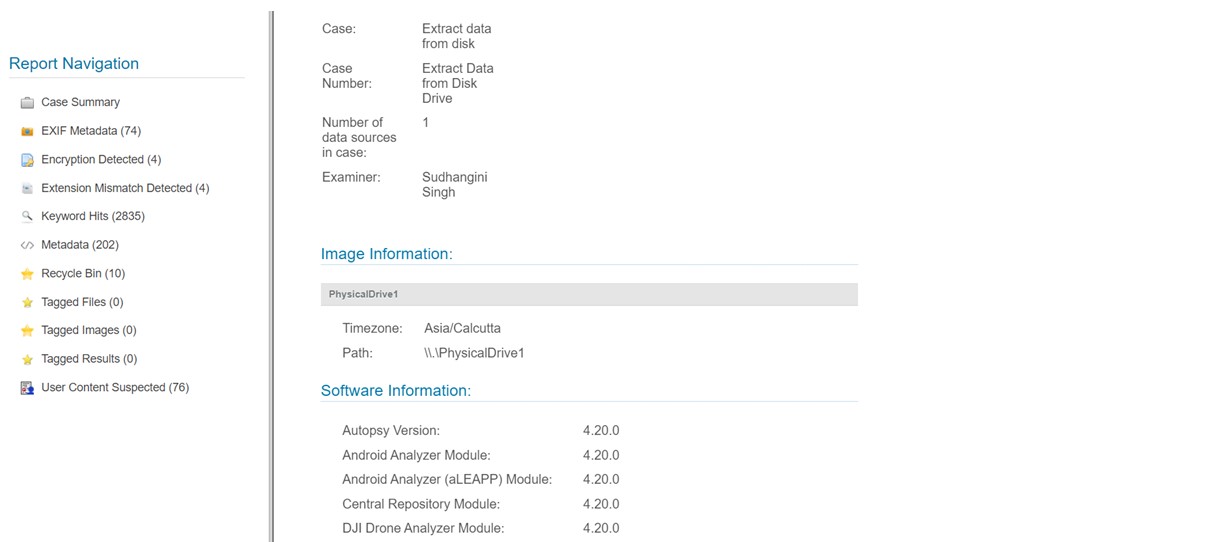 Report Navigation
Case Summary
EXIF Metadata (74)
Encryption Detected (4)
Extension Mismatch Detected (4)
Keyword Hits (2835)
Metadata (202)
Recycle Bin (10)
Tagged Files (0)
Tagged Images (0)
Tagged Results (0)
User Content Suspected (76)
Case: Extract data
from disk
Case Extract Data
Number: from Disk
Drive
Number of 1
data sources
in case:
Examiner: Sudhangini
Singh
Image Information:
PhysicalDrive1
Timezone: Asia/Calcutta
Path: \\.\PhysicalDrive1
Software Information:
Autopsy Version: 4.20.0
Android Analyzer Module: 4.20.0
Android Analyzer (aLEAPP) Module: 4.20.0
Central Repository Module: 4.20.0
DJI Drone Analyzer Module: 4.20.0